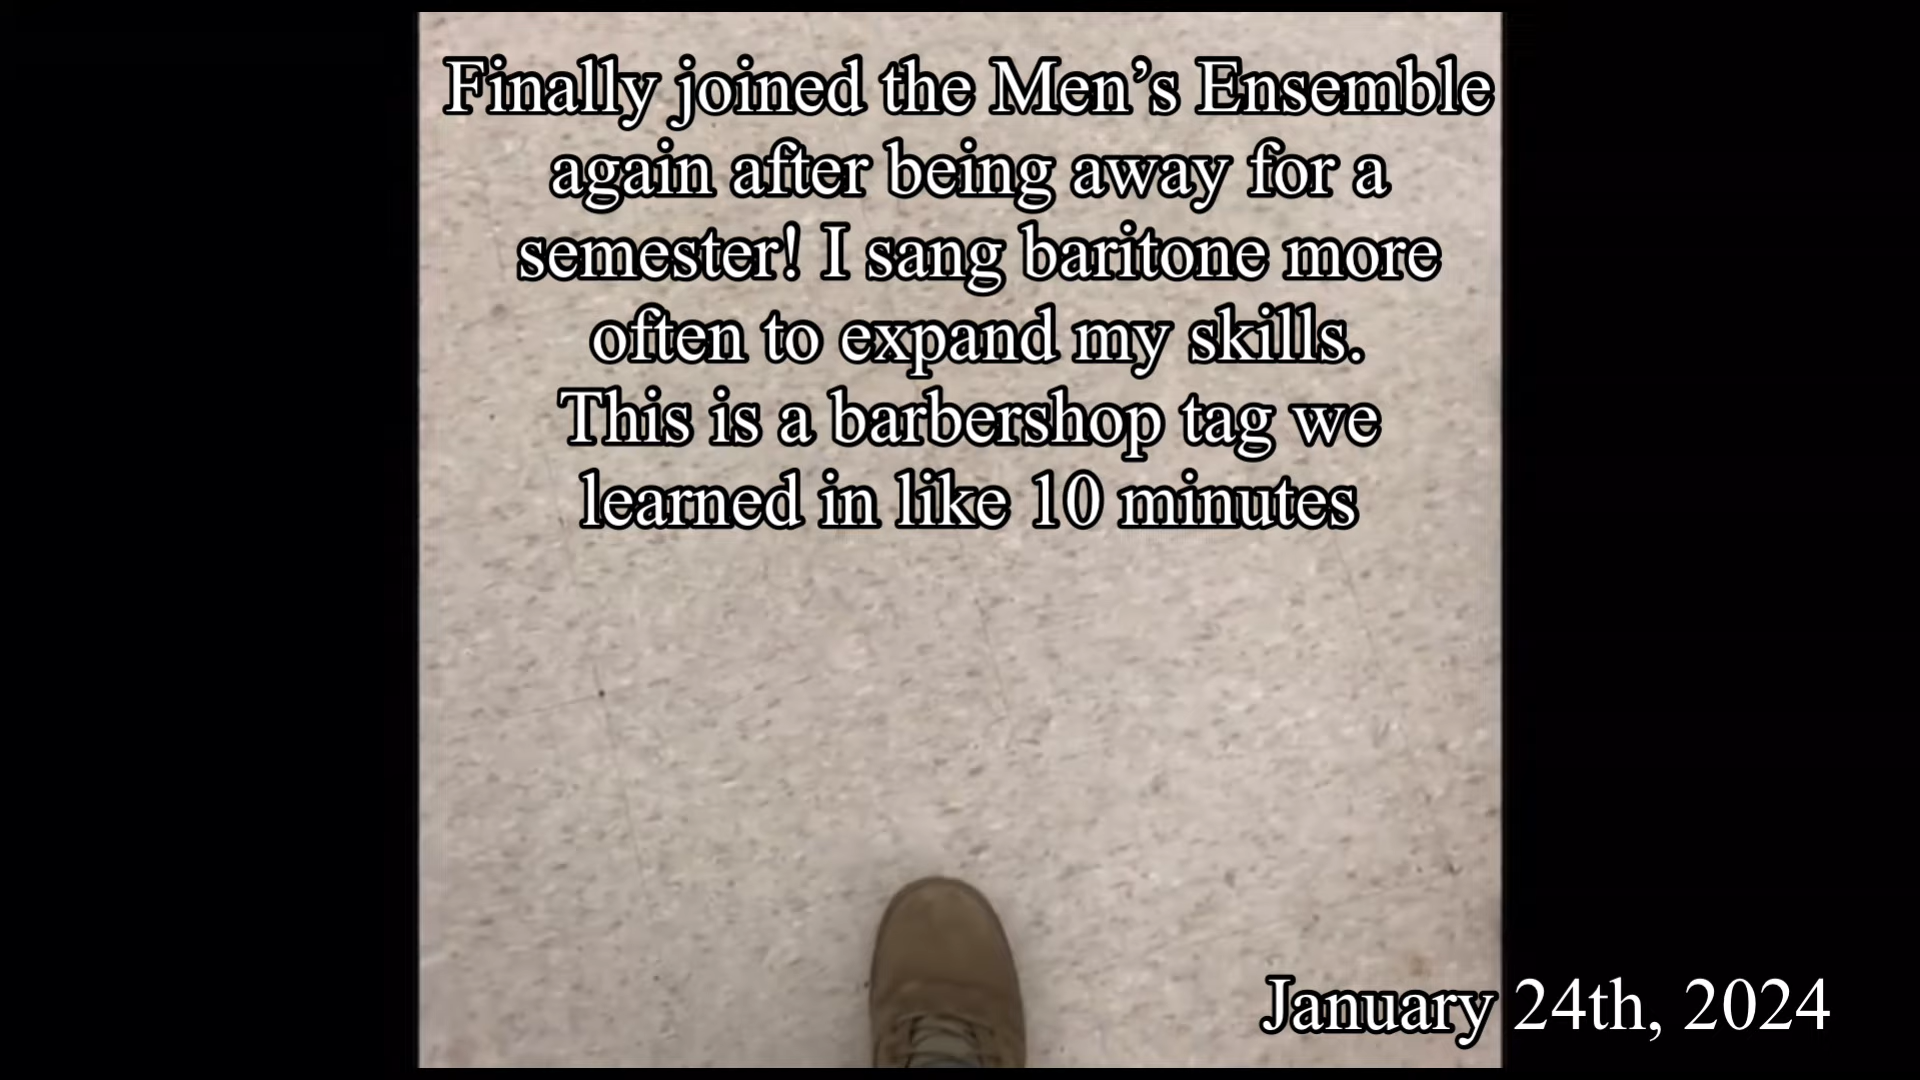 Finally joined the Men’s Ensemble
again after being away for a
semester! I sang baritone more
often to expand my skills.
This is a barbershop tag we
learned in like 10 minutes
January 24th, 2024